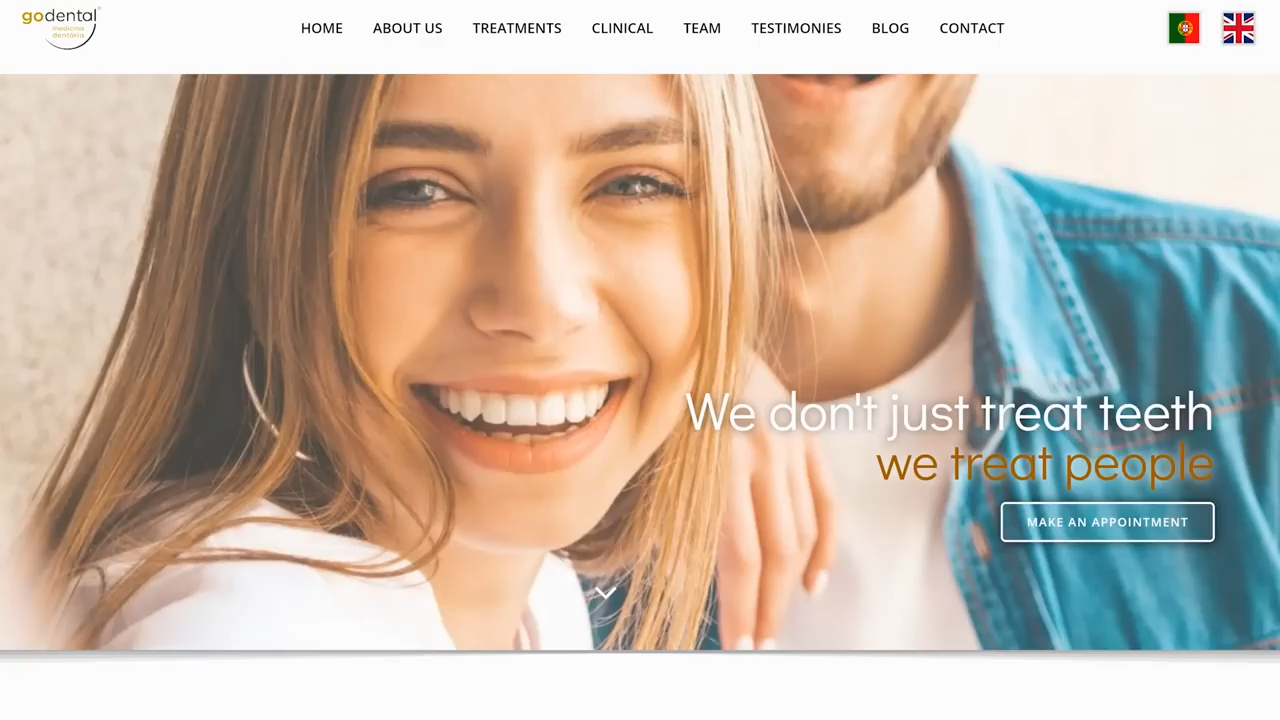 godental
medicina
dentária
HOME ABOUT US TREATMENTS CLINICAL TEAM TESTIMONIES BLOG CONTACT
We don't just treat teeth
we treat people
MAKE AN APPOINTMENT